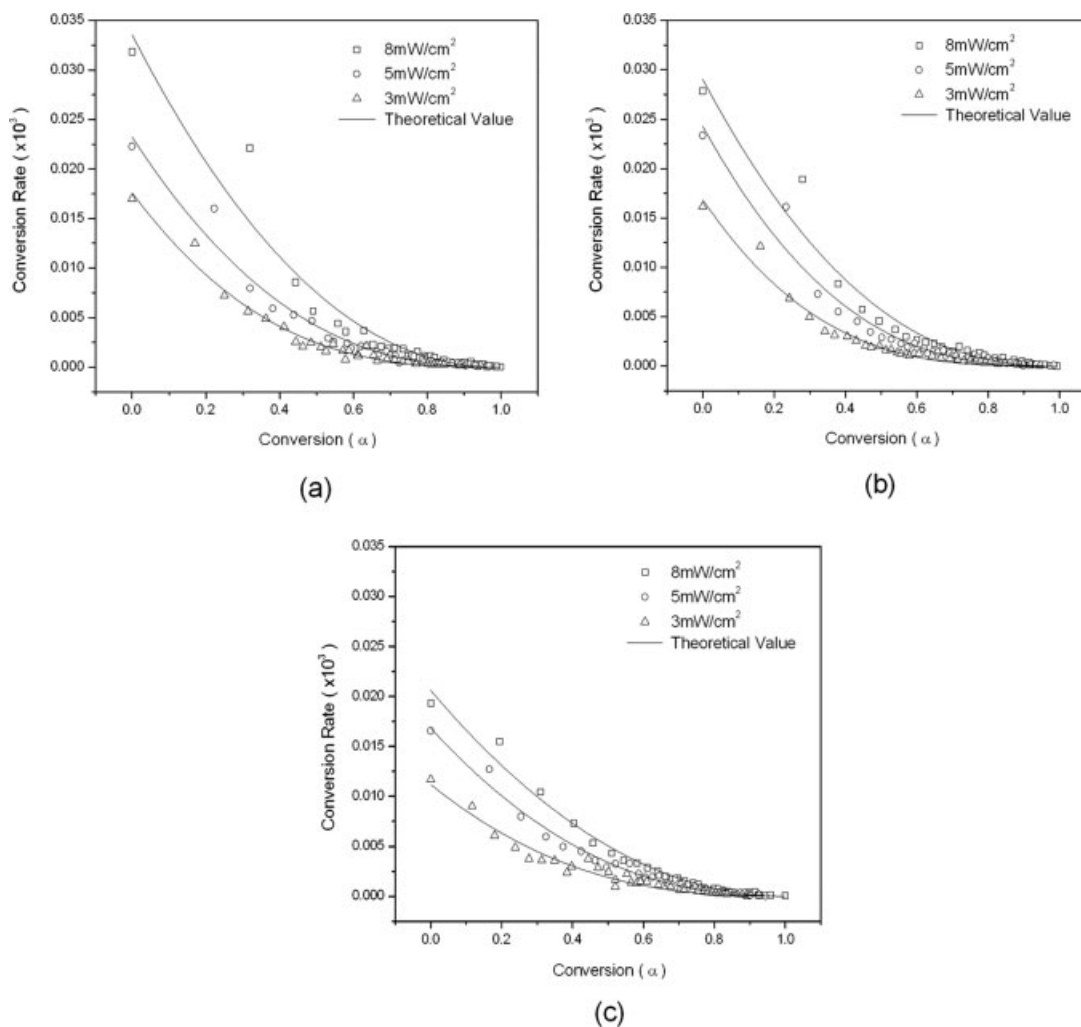 0.035
0.030
0.025
0.020
0.015
0.010
0.005
0.000
Conversion Rate ( x10³ )
8mW/cm²
5mW/cm²
3mW/cm²
Theoretical Value
0.0 0.2 0.4 0.6 0.8 1.0
Conversion ( α )
(a)
0.035
0.030
0.025
0.020
0.015
0.010
0.005
0.000
Conversion Rate ( x10³ )
8mW/cm²
5mW/cm²
3mW/cm²
Theoretical Value
0.0 0.2 0.4 0.6 0.8 1.0
Conversion ( α )
(b)
0.035
0.030
0.025
0.020
0.015
0.010
0.005
0.000
Conversion Rate ( x10³ )
8mW/cm²
5mW/cm²
3mW/cm²
Theoretical Value
0.0 0.2 0.4 0.6 0.8 1.0
Conversion ( α )
(c)